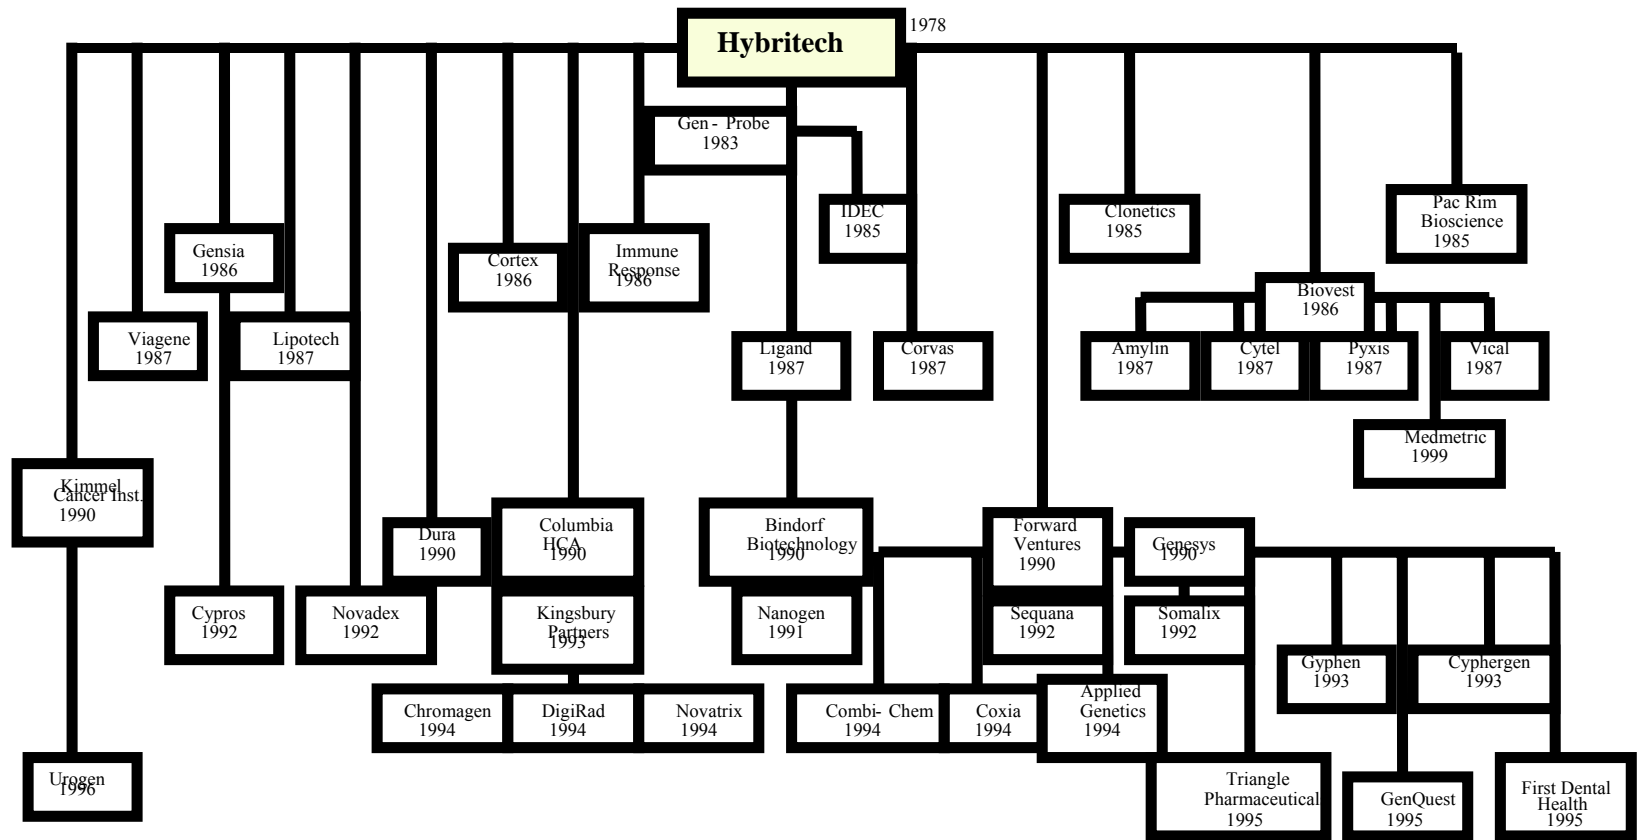 Hybritech
1978
Gen - Probe
1983
IDEC
1985
Clonetics
1985
Pac Rim
Bioscience
1985
Gensia
1986
Cortex
1986
Immune
Response
1986
Biovest
1986
Viagene
1987
Lipotech
1987
Ligand
1987
Corvas
1987
Amylin
1987
Cytel
1987
Pyxis
1987
Vical
1987
Medmetric
1999
Kimmel
Cancer Inst.
1990
Dura
1990
Columbia
HCA
1990
Bindorf
Biotechnology
1990
Forward
Ventures
1990
Genesys
1990
Cypros
1992
Novadex
1992
Kingsbury
Partners
1993
Nanogen
1991
Sequana
1992
Somalix
1992
Gyphen
1993
Cyphergen
1993
Chromagen
1994
DigiRad
1994
Novatrix
1994
Combi- Chem
1994
Coxia
1994
Applied
Genetics
1994
Urogen
1996
Triangle
Pharmaceutical
1995
GenQuest
1995
First Dental
Health
1995